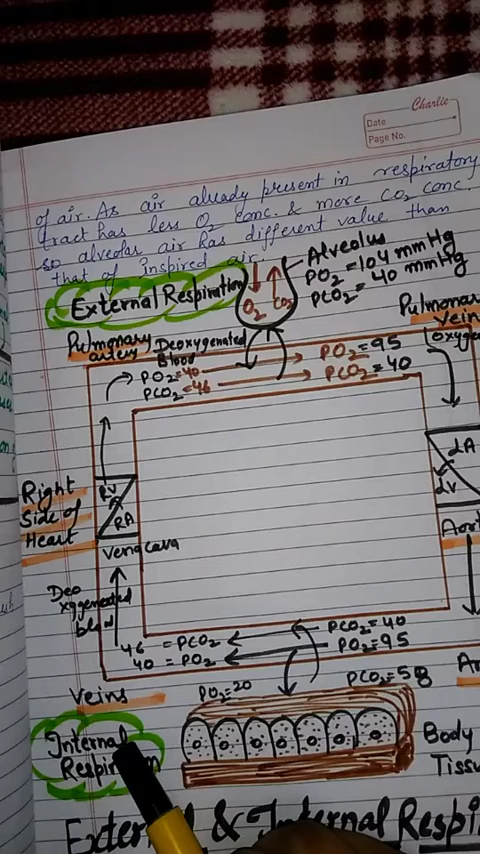 Charlie
Date
Page No.
of air. As air already present in respiratory
tract has less O2 conc. & more CO2 conc.
so alveolar air has different value than
that of inspired air.
External Respiration
O2 CO2
Alveolus
PO2=104 mmHg
PCO2=40 mmHg
Pulmonary artery
Deoxygenated Blood
Pulmonary Vein
PO2=40
PCO2=46
PO2=95
PCO2=40
RV
RA
LA
LV
Right
Side of
Heart
Vena cava
Deo
xygenated
blood
46 = PCO2
40 = PO2
PCO2=40
PO2=95
Veins
PO2=20
PCO2=58
Internal
Respiration
Body
Tissu
External & Internal Respi